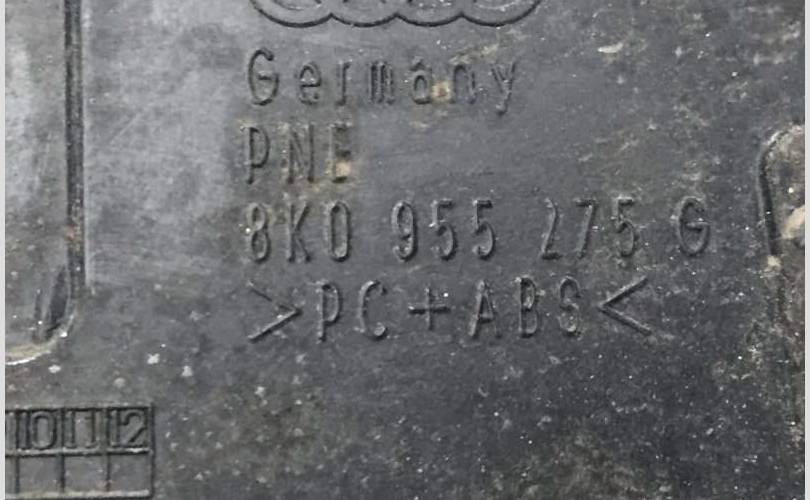 Germany
PNE
8K0 955 275 G
>PC+ABS<
10 11 12